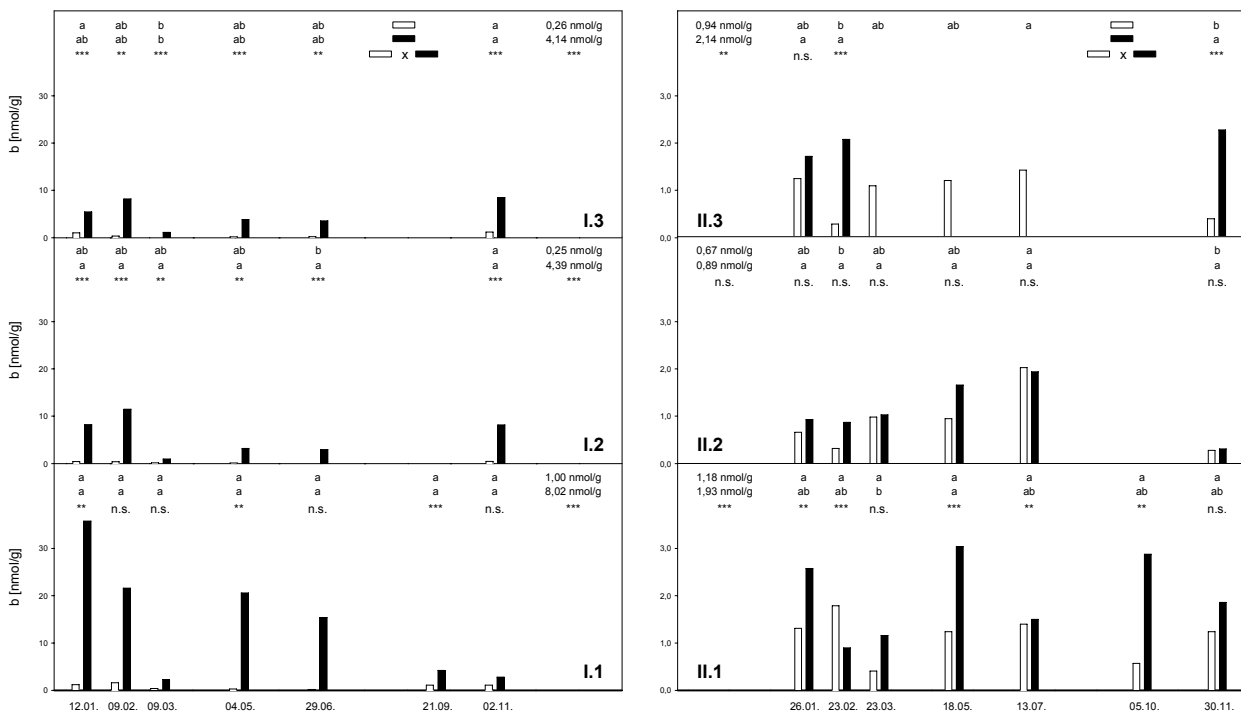 a ab b ab ab a 0,26 nmol/g
ab ab b ab ab a 4,14 nmol/g
*** ** *** *** ** x *** ***
b [nmol/g]
30
20
10
0
I.3
ab ab ab ab b a 0,25 nmol/g
a a a a a a 4,39 nmol/g
*** *** ** ** *** *** ***
b [nmol/g]
30
20
10
0
I.2
a a a a a a a 1,00 nmol/g
a a a a a a a 8,02 nmol/g
** n.s. n.s. ** n.s. *** n.s. ***
b [nmol/g]
30
20
10
0
I.1
12.01. 09.02. 09.03. 04.05. 29.06. 21.09. 02.11.
0,94 nmol/g ab b ab ab a b
2,14 nmol/g a a a
** n.s. *** x ***
3,0
2,0
1,0
0,0
II.3
0,67 nmol/g ab b ab ab a b
0,89 nmol/g a a a a a a
n.s. n.s. n.s. n.s. n.s. n.s. n.s.
3,0
2,0
1,0
0,0
II.2
1,18 nmol/g a a a a a a a
1,93 nmol/g ab ab b a ab ab ab
*** ** *** n.s. *** ** ** n.s.
3,0
2,0
1,0
0,0
II.1
26.01. 23.02. 23.03. 18.05. 13.07. 05.10. 30.11.